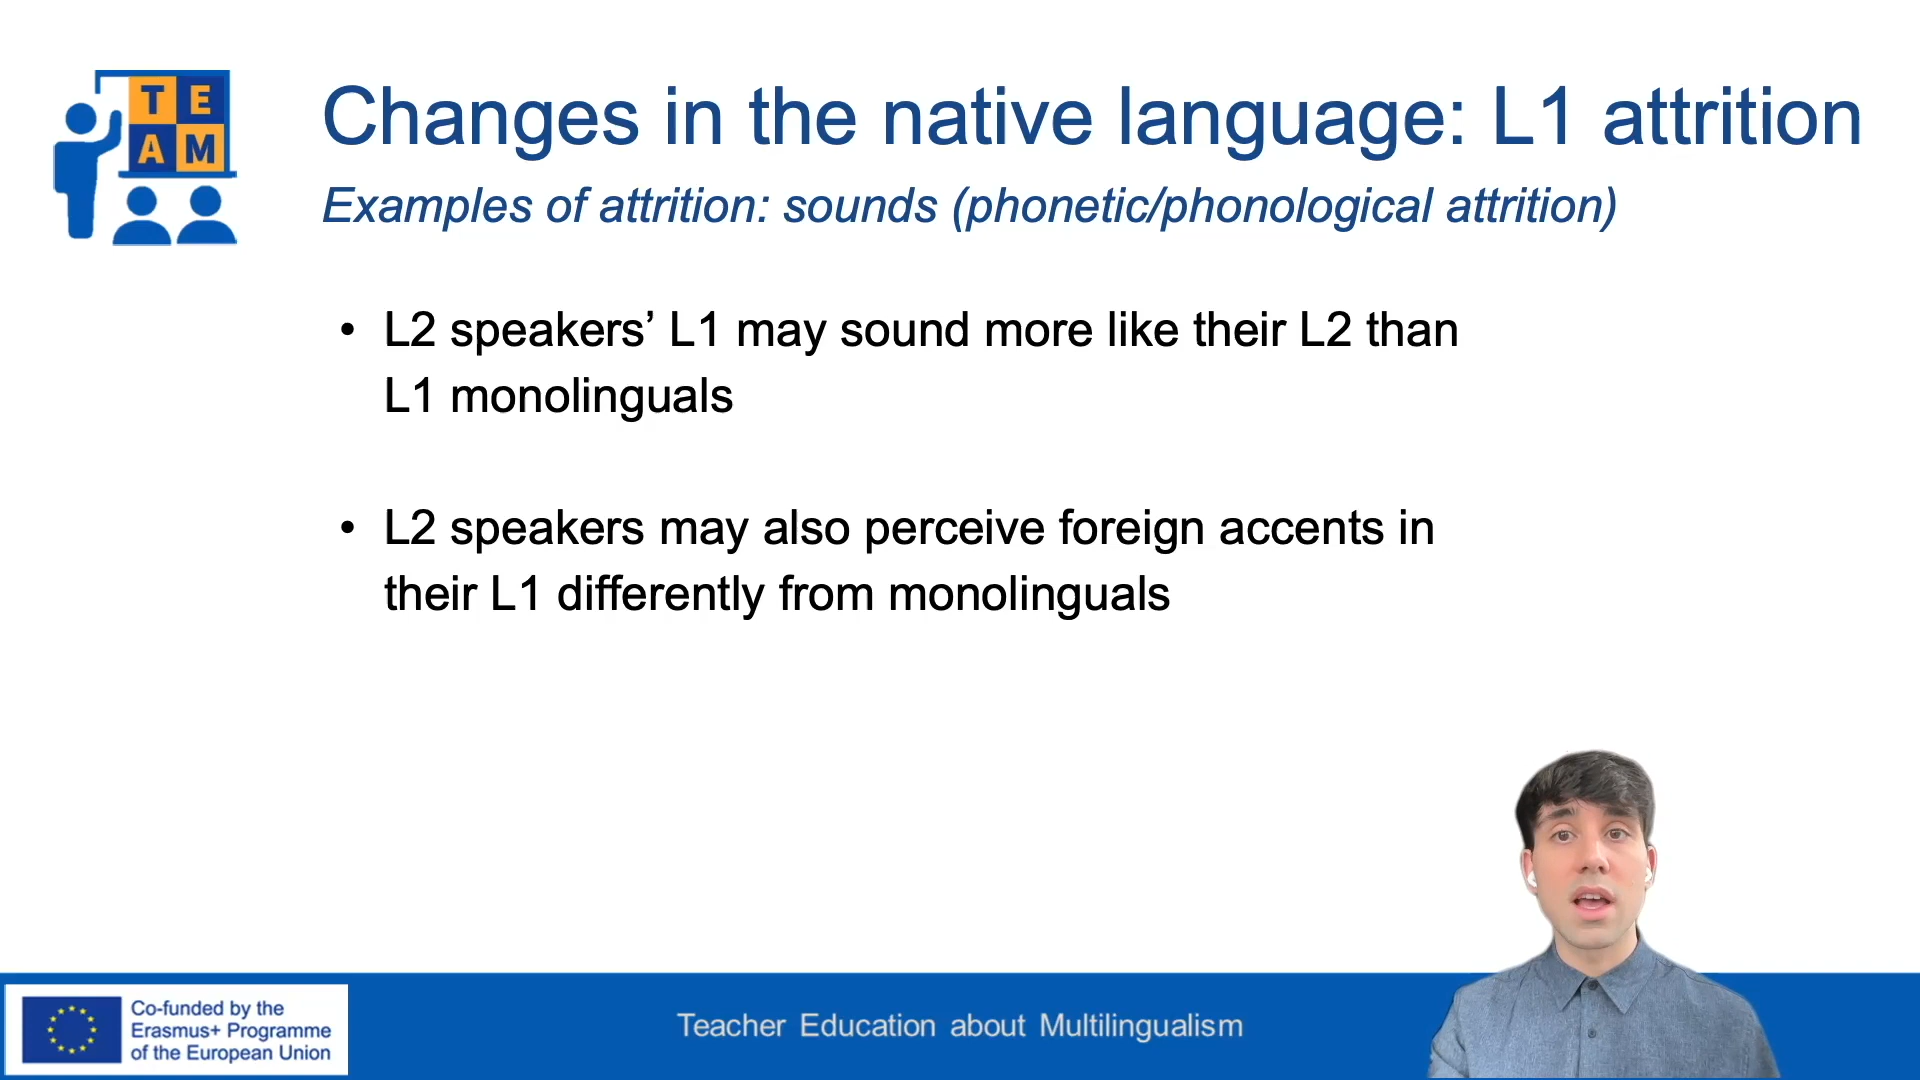 T E
A M
Changes in the native language: L1 attrition
Examples of attrition: sounds (phonetic/phonological attrition)
• L2 speakers’ L1 may sound more like their L2 than
L1 monolinguals
• L2 speakers may also perceive foreign accents in
their L1 differently from monolinguals
Co-funded by the
Erasmus+ Programme
of the European Union
Teacher Education about Multilingualism